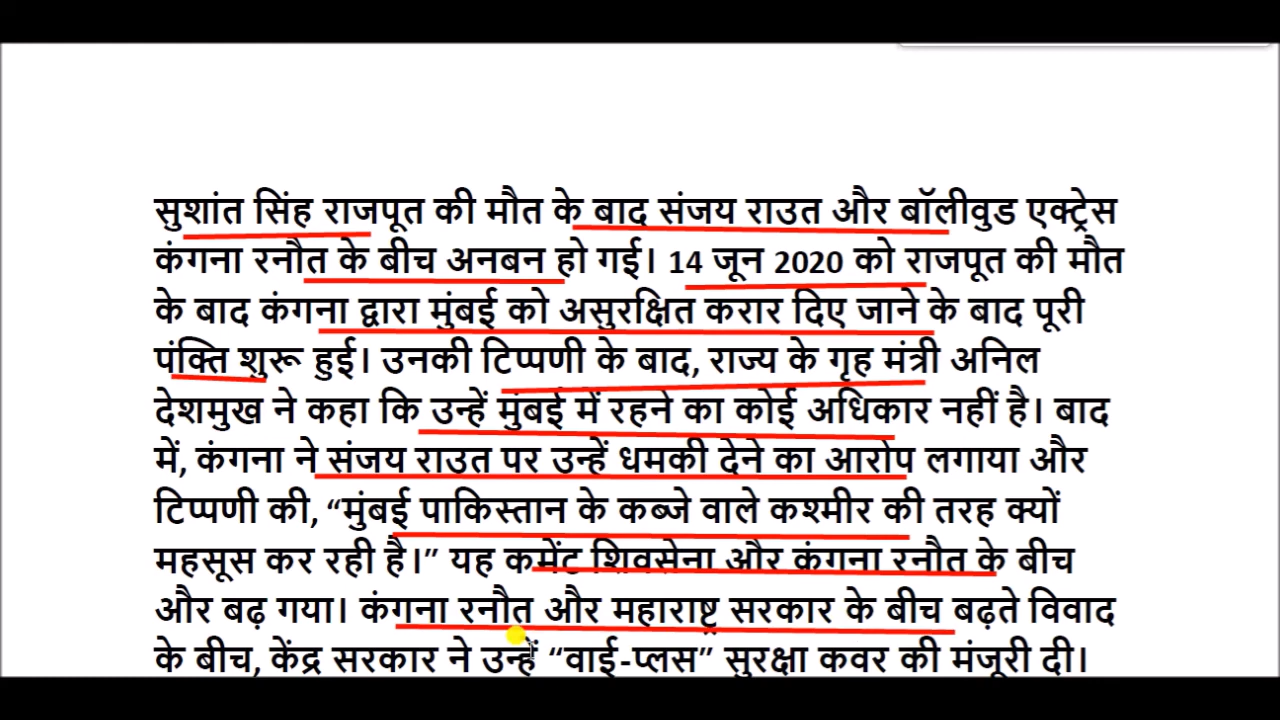 सुशांत सिंह राजपूत की मौत के बाद संजय राउत और बॉलीवुड एक्ट्रेस
कंगना रनौत के बीच अनबन हो गई। 14 जून 2020 को राजपूत की मौत
के बाद कंगना द्वारा मुंबई को असुरक्षित करार दिए जाने के बाद पूरी
पंक्ति शुरू हुई। उनकी टिप्पणी के बाद, राज्य के गृह मंत्री अनिल
देशमुख ने कहा कि उन्हें मुंबई में रहने का कोई अधिकार नहीं है। बाद
में, कंगना ने संजय राउत पर उन्हें धमकी देने का आरोप लगाया और
टिप्पणी की, “मुंबई पाकिस्तान के कब्जे वाले कश्मीर की तरह क्यों
महसूस कर रही है।” यह कमेंट शिवसेना और कंगना रनौत के बीच
और बढ़ गया। कंगना रनौत और महाराष्ट्र सरकार के बीच बढ़ते विवाद
के बीच, केंद्र सरकार ने उन्हें “वाई-प्लस” सुरक्षा कवर की मंजूरी दी।